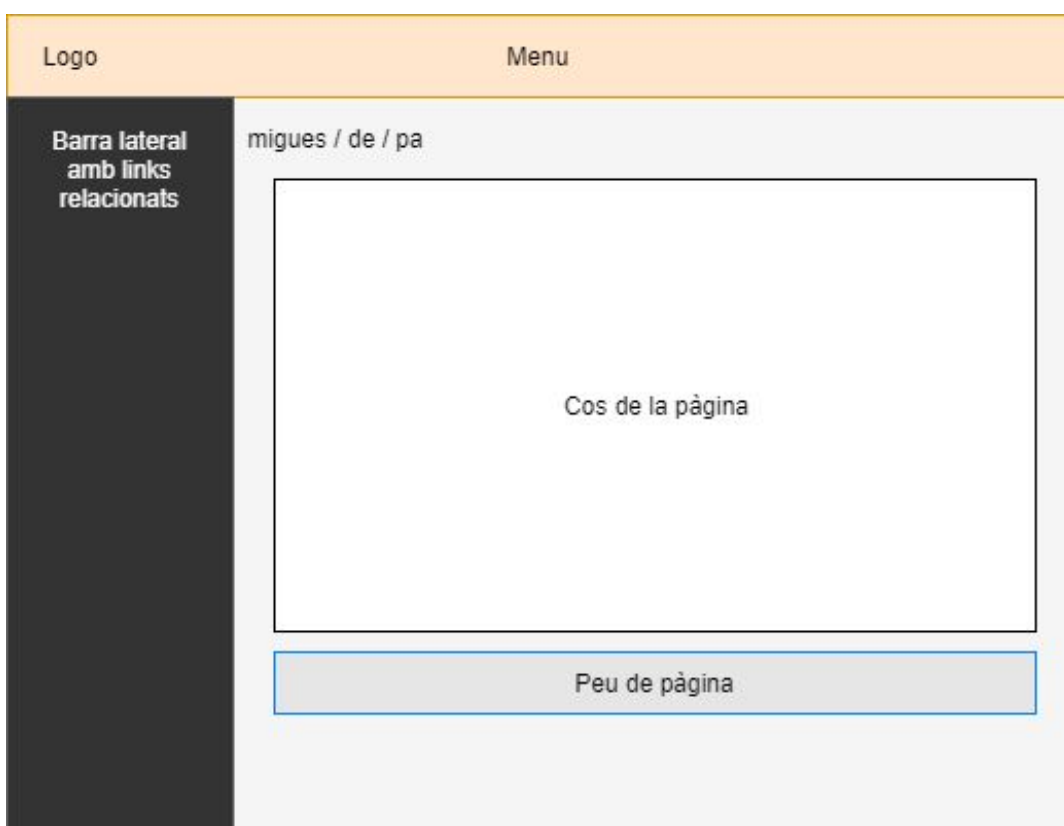 Logo
Menu
Barra lateral
amb links
relacionats
migues / de / pa
Cos de la pàgina
Peu de pàgina